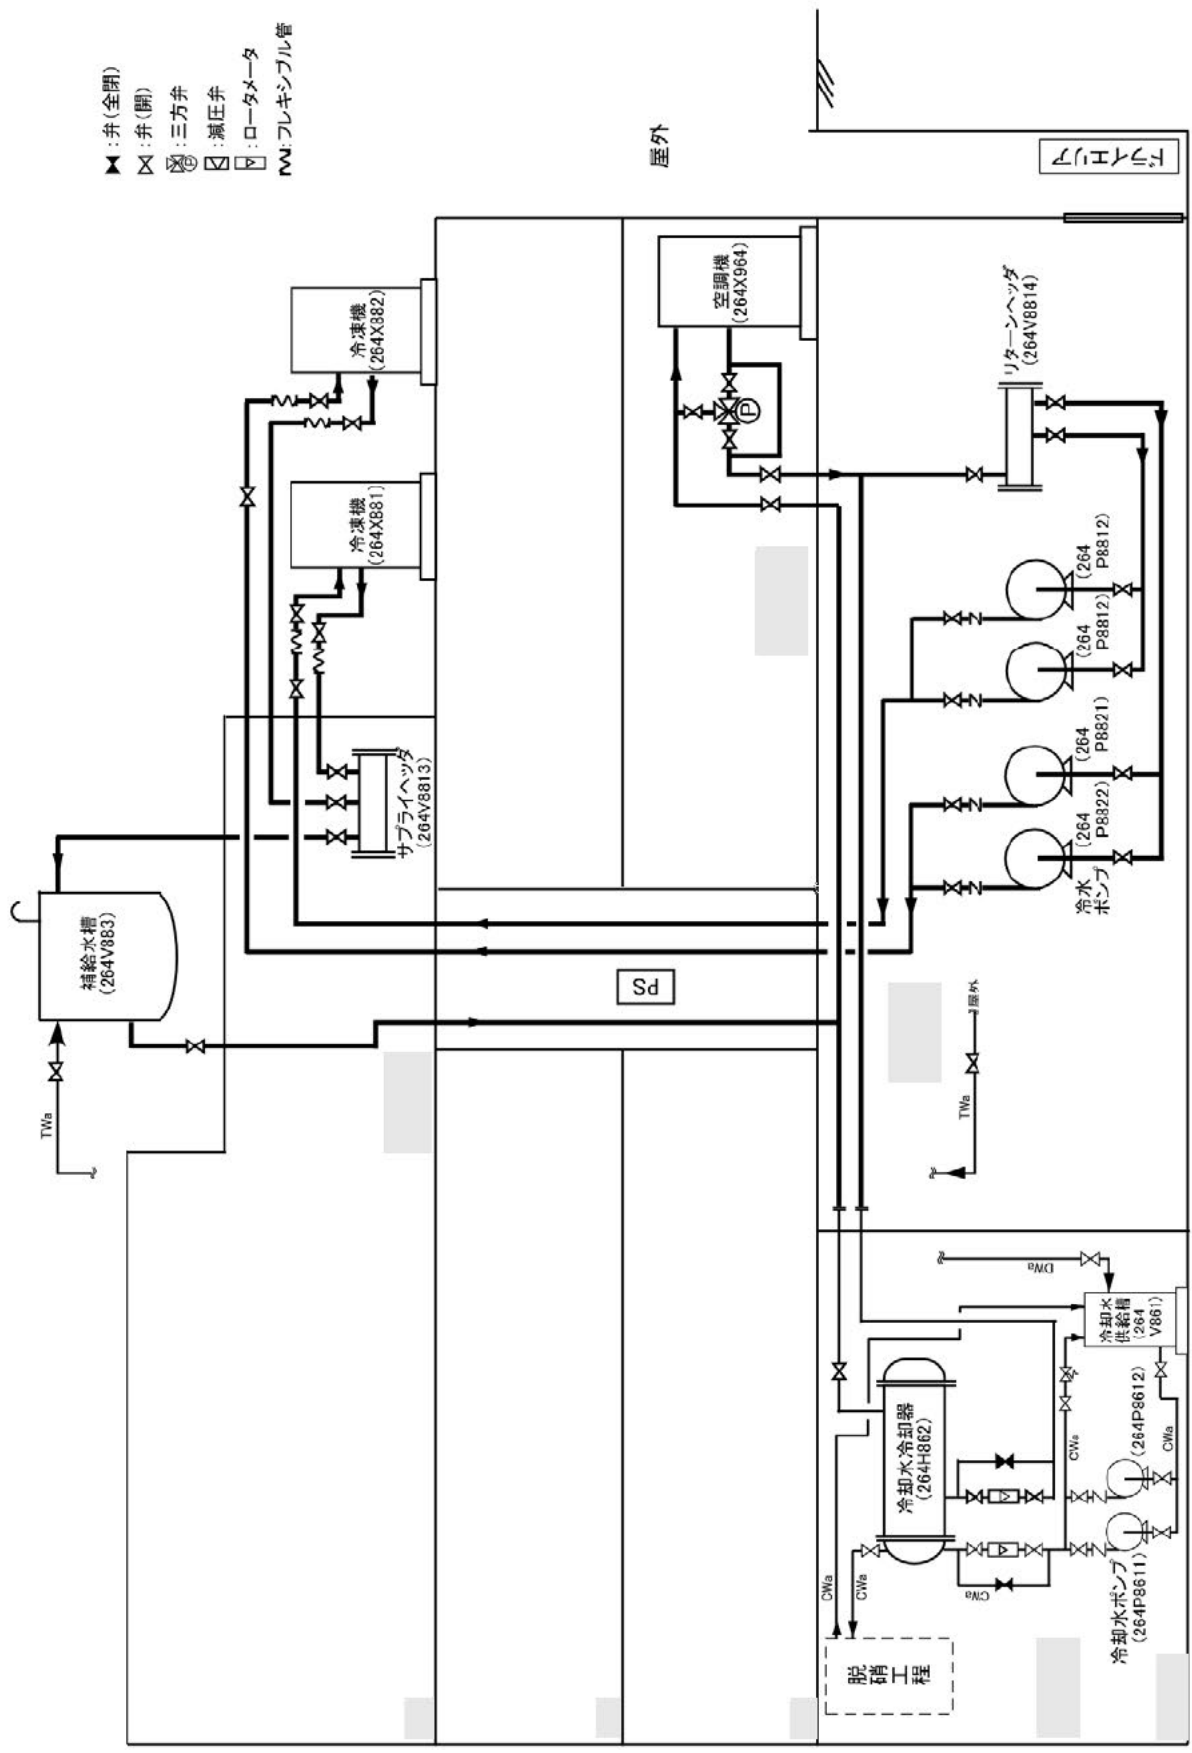 ▶◀:弁(全閉)
▷◁:弁(開)
:三方弁
:減圧弁
:ロータメータ
:フレキシブル管
屋外
ドライエリア
補給水槽
(264V883)
TWa
冷凍機
(264X881)
冷凍機
(264X882)
サプライヘッダ
(264V8813)
PS
空調機
(264X964)
P
リターンヘッダ
(264V8814)
冷水
ポンプ
(264
P8822)
(264
P8821)
(264
P8812)
(264
P8812)
TWa
屋外
DWa
冷却水
供給槽
(264
V861)
冷却水冷却器
(264H862)
CWa
CWa
CWa
CWa
CWa
脱硝工程
冷却水ポンプ
(264P8611)
(264P8612)